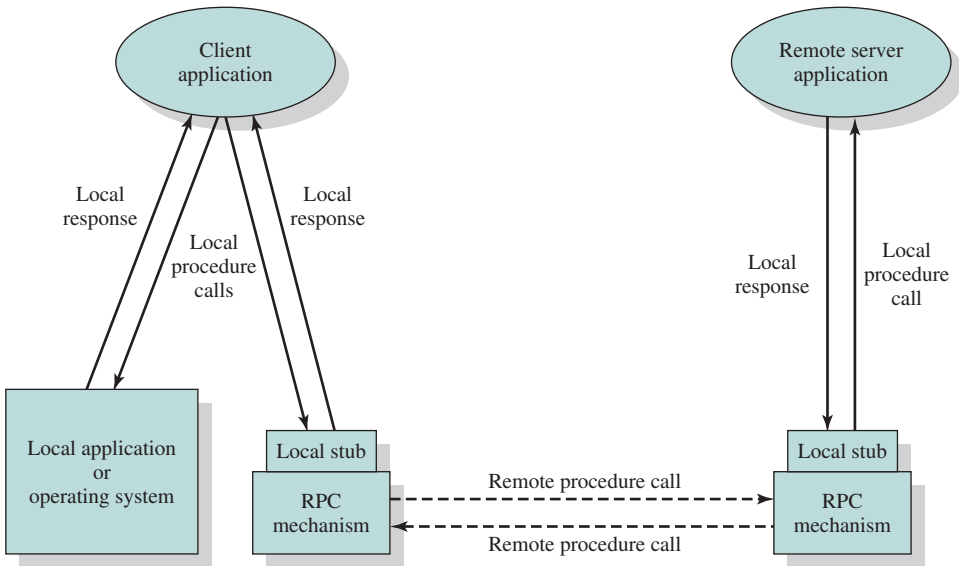 Client
application
Remote server
application
Local
response
Local
procedure
calls
Local
response
Local
response
Local
procedure
call
Local application
or
operating system
Local stub
RPC
mechanism
Remote procedure call
Remote procedure call
Local stub
RPC
mechanism